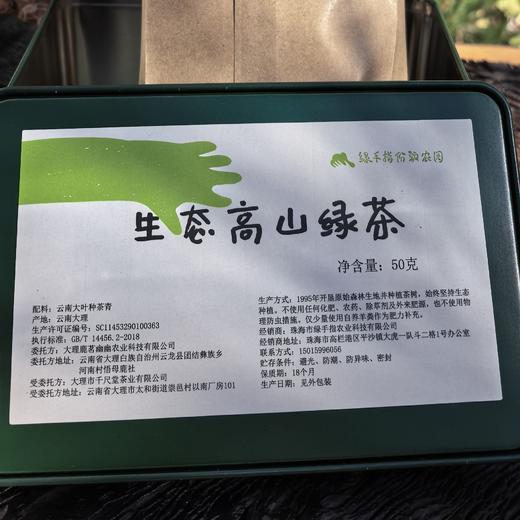 绿手指份额农园
生态高山绿茶
净含量：50克
配料：云南大叶种茶青
产地：云南大理
生产许可证编号：SC11453290100363
执行标准：GB/T 14456.2-2018
委托方：大理鹿茗幽幽农业科技有限公司
委托方地址：云南省大理白族自治州云龙县团结彝族乡
河南村悟母鹿社
受委托方：大理市千尺堂茶业有限公司
受委托方地址：云南省大理市太和街道崇邑村以南厂房101
生产方式：1995年开垦原始森林生地并种植茶树，始终坚持生态
种植。不使用任何化肥、农药、除草剂及外来肥源，也不使用物
理防虫措施。仅少量使用自养羊粪作为肥力补充。
经销商：珠海市绿手指农业科技有限公司
经销商地址：珠海市高栏港区平沙镇大虎一队斗二格1号办公室
联系方式：15015996056
贮存条件：避光、防潮、防异味、密封
保质期：18个月
生产日期：见外包装